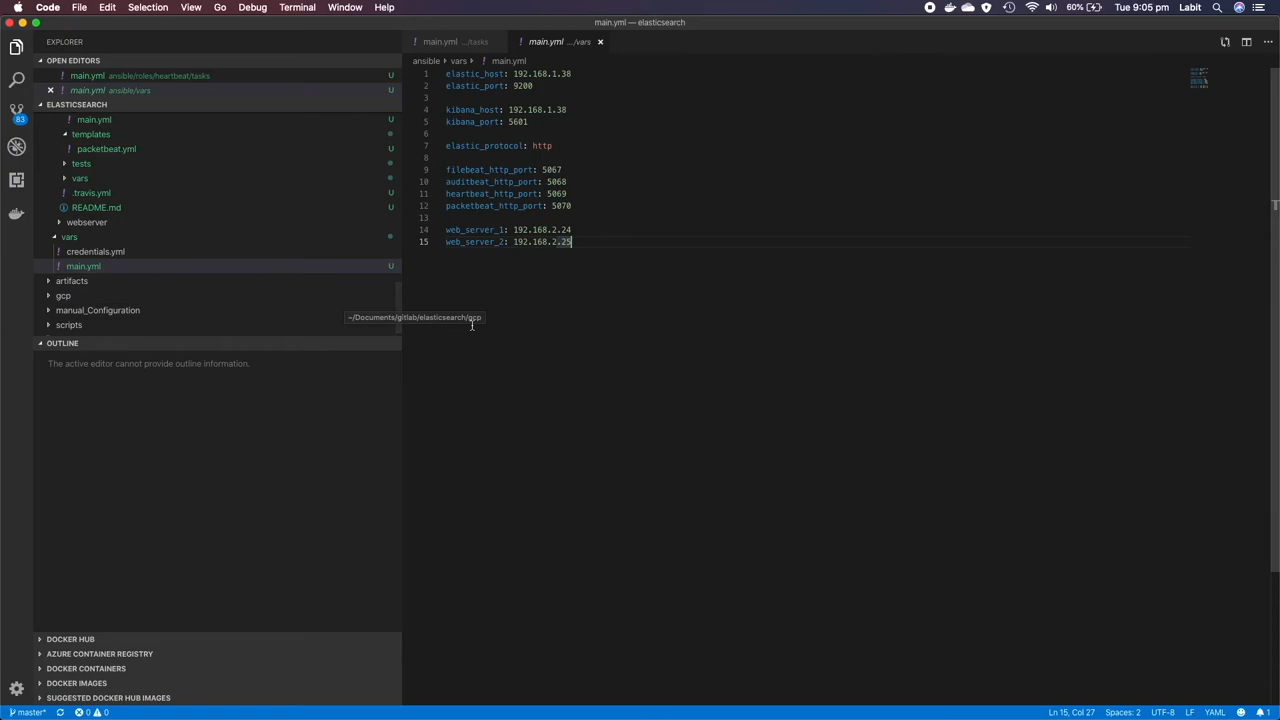 Code File Edit Selection View Go Debug Terminal Window Help
60% Tue 9:05 pm Labit
main.yml — elasticsearch
EXPLORER
OPEN EDITORS
! main.yml ansible/roles/heartbeat/tasks U
! main.yml ansible/vars U
ELASTICSEARCH
! main.yml U
templates
! packetbeat.yml U
tests
vars
! .travis.yml U
README.md U
webserver
vars
! credentials.yml
! main.yml U
artifacts
gcp
manual_Configuration
scripts
83
OUTLINE
The active editor cannot provide outline information.
DOCKER HUB
AZURE CONTAINER REGISTRY
DOCKER CONTAINERS
DOCKER IMAGES
SUGGESTED DOCKER HUB IMAGES
! main.yml .../tasks
! main.yml .../vars
ansible vars ! main.yml
1 elastic_host: 192.168.1.38
2 elastic_port: 9200
3
4 kibana_host: 192.168.1.38
5 kibana_port: 5601
6
7 elastic_protocol: http
8
9 filebeat_http_port: 5067
10 auditbeat_http_port: 5068
11 heartbeat_http_port: 5069
12 packetbeat_http_port: 5070
13
14 web_server_1: 192.168.2.24
15 web_server_2: 192.168.2.25
~/Documents/gitlab/elasticsearch/gcp
master* 0 0 Ln 15, Col 27 Spaces: 2 UTF-8 LF YAML 1